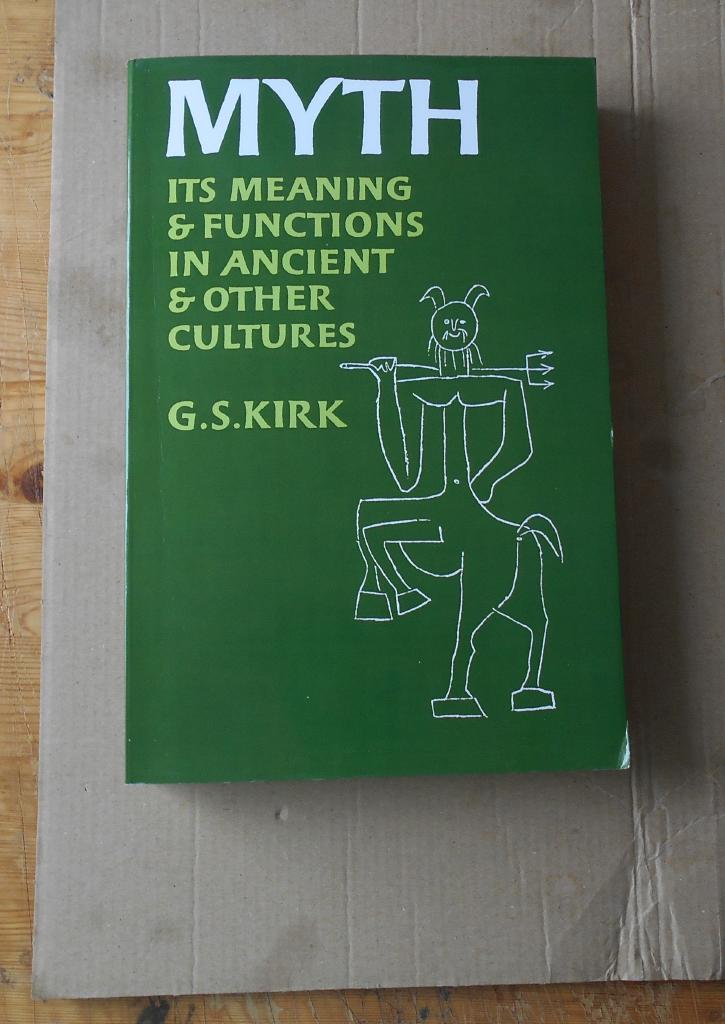 MYTH
ITS MEANING
& FUNCTIONS
IN ANCIENT
& OTHER
CULTURES
G.S.KIRK